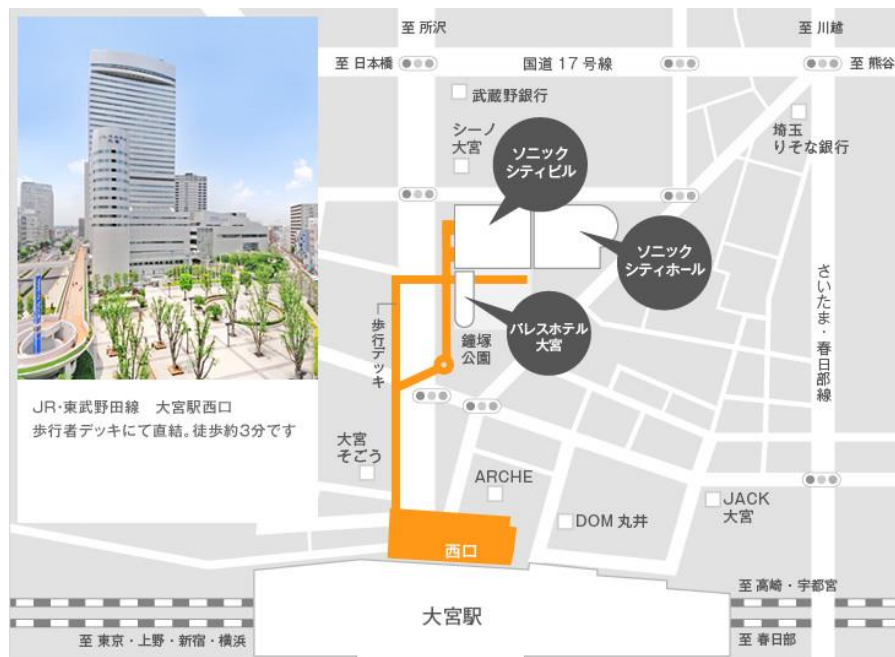 至 所沢
至 川越
至 日本橋
国道 17 号線
至 熊谷
武蔵野銀行
シーノ
大宮
ソニック
シティビル
埼玉
りそな銀行
ソニック
シティホール
さいたま・春日部線
パレスホテル
大宮
鐘塚
公園
歩行デッキ
JR・東武野田線　大宮駅西口
歩行者デッキにて直結。徒歩約3分です
大宮
そごう
ARCHE
DOM 丸井
JACK
大宮
西口
大宮駅
至 高崎・宇都宮
至 東京・上野・新宿・横浜
至 春日部